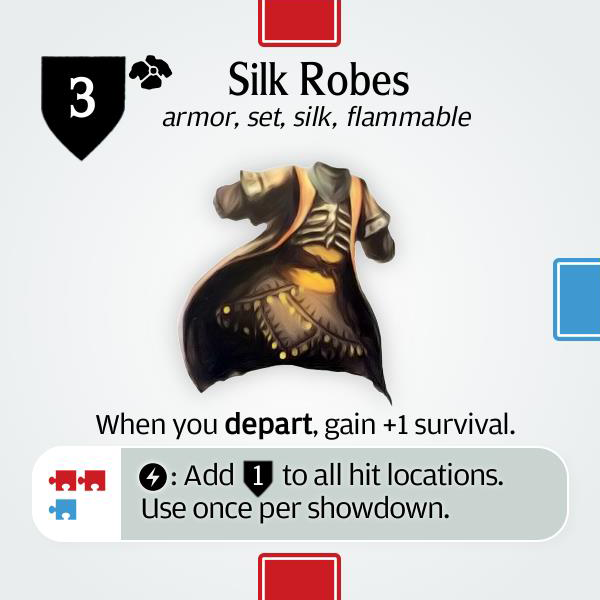 3
Silk Robes
armor, set, silk, flammable
When you depart, gain +1 survival.
: Add 1 to all hit locations.
Use once per showdown.